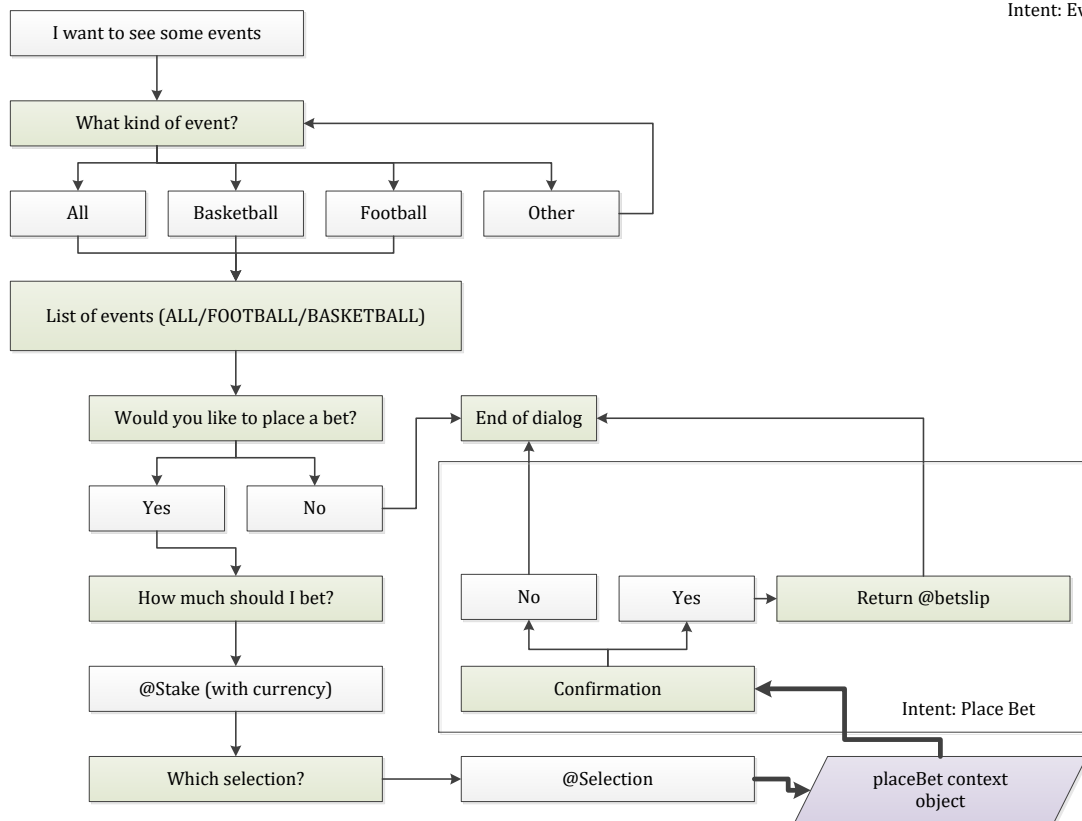 Intent: Ev
I want to see some events
What kind of event?
All
Basketball
Football
Other
List of events (ALL/FOOTBALL/BASKETBALL)
Would you like to place a bet?
End of dialog
Yes
No
How much should I bet?
No
Yes
Return @betslip
@Stake (with currency)
Confirmation
Intent: Place Bet
Which selection?
@Selection
placeBet context
object